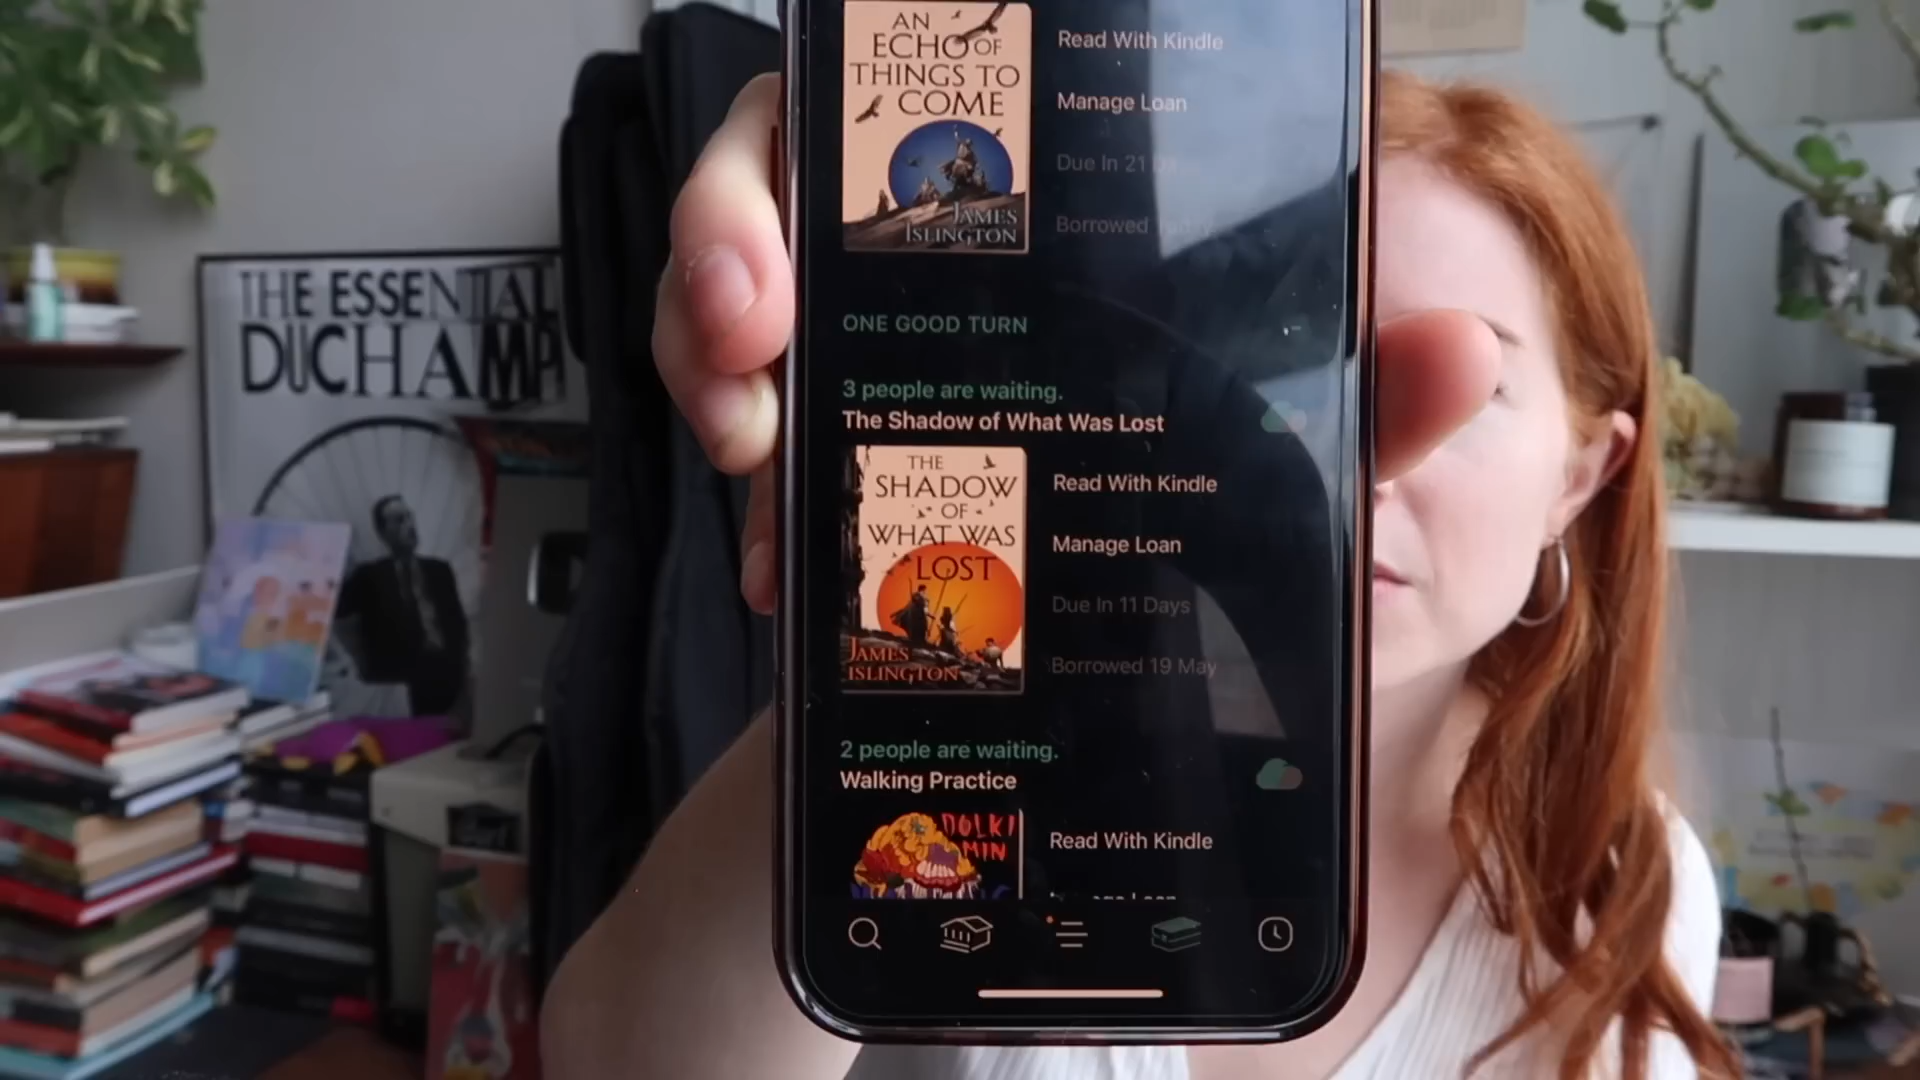 AN
ECHO OF
THINGS TO
COME
JAMES
ISLINGTON
Read With Kindle
Manage Loan
Due In 21
Borrowed
ONE GOOD TURN
3 people are waiting.
The Shadow of What Was Lost
THE
SHADOW
OF
WHAT WAS
LOST
JAMES
ISLINGTON
Read With Kindle
Manage Loan
Due In 11 Days
Borrowed 19 May
2 people are waiting.
Walking Practice
DOLKI
MIN
Read With Kindle
THE ESSENTIAL
DUCHAMP